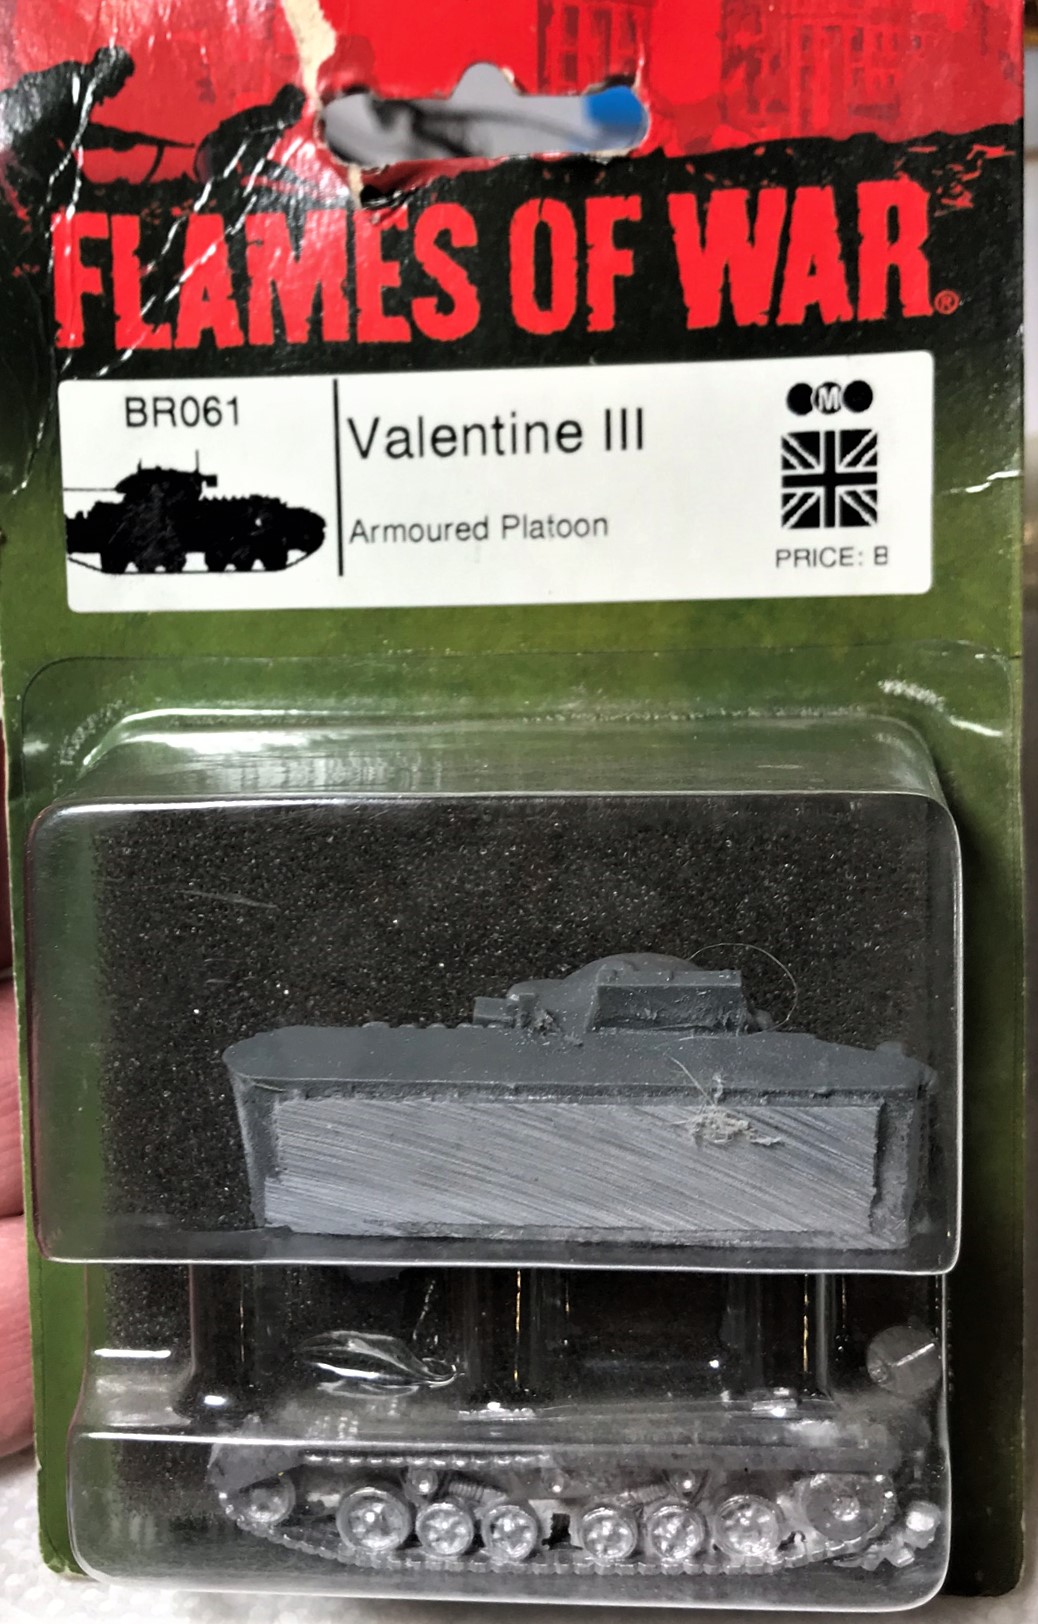 FLAMES OF WAR®
BR061
Valentine III
M
Armoured Platoon
PRICE: B